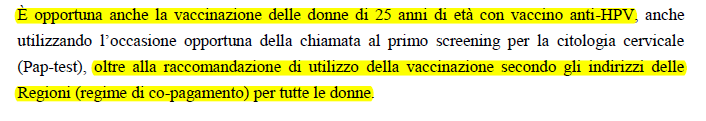 È opportuna anche la vaccinazione delle donne di 25 anni di età con vaccino anti-HPV, anche
utilizzando l’occasione opportuna della chiamata al primo screening per la citologia cervicale
(Pap-test), oltre alla raccomandazione di utilizzo della vaccinazione secondo gli indirizzi delle
Regioni (regime di co-pagamento) per tutte le donne.